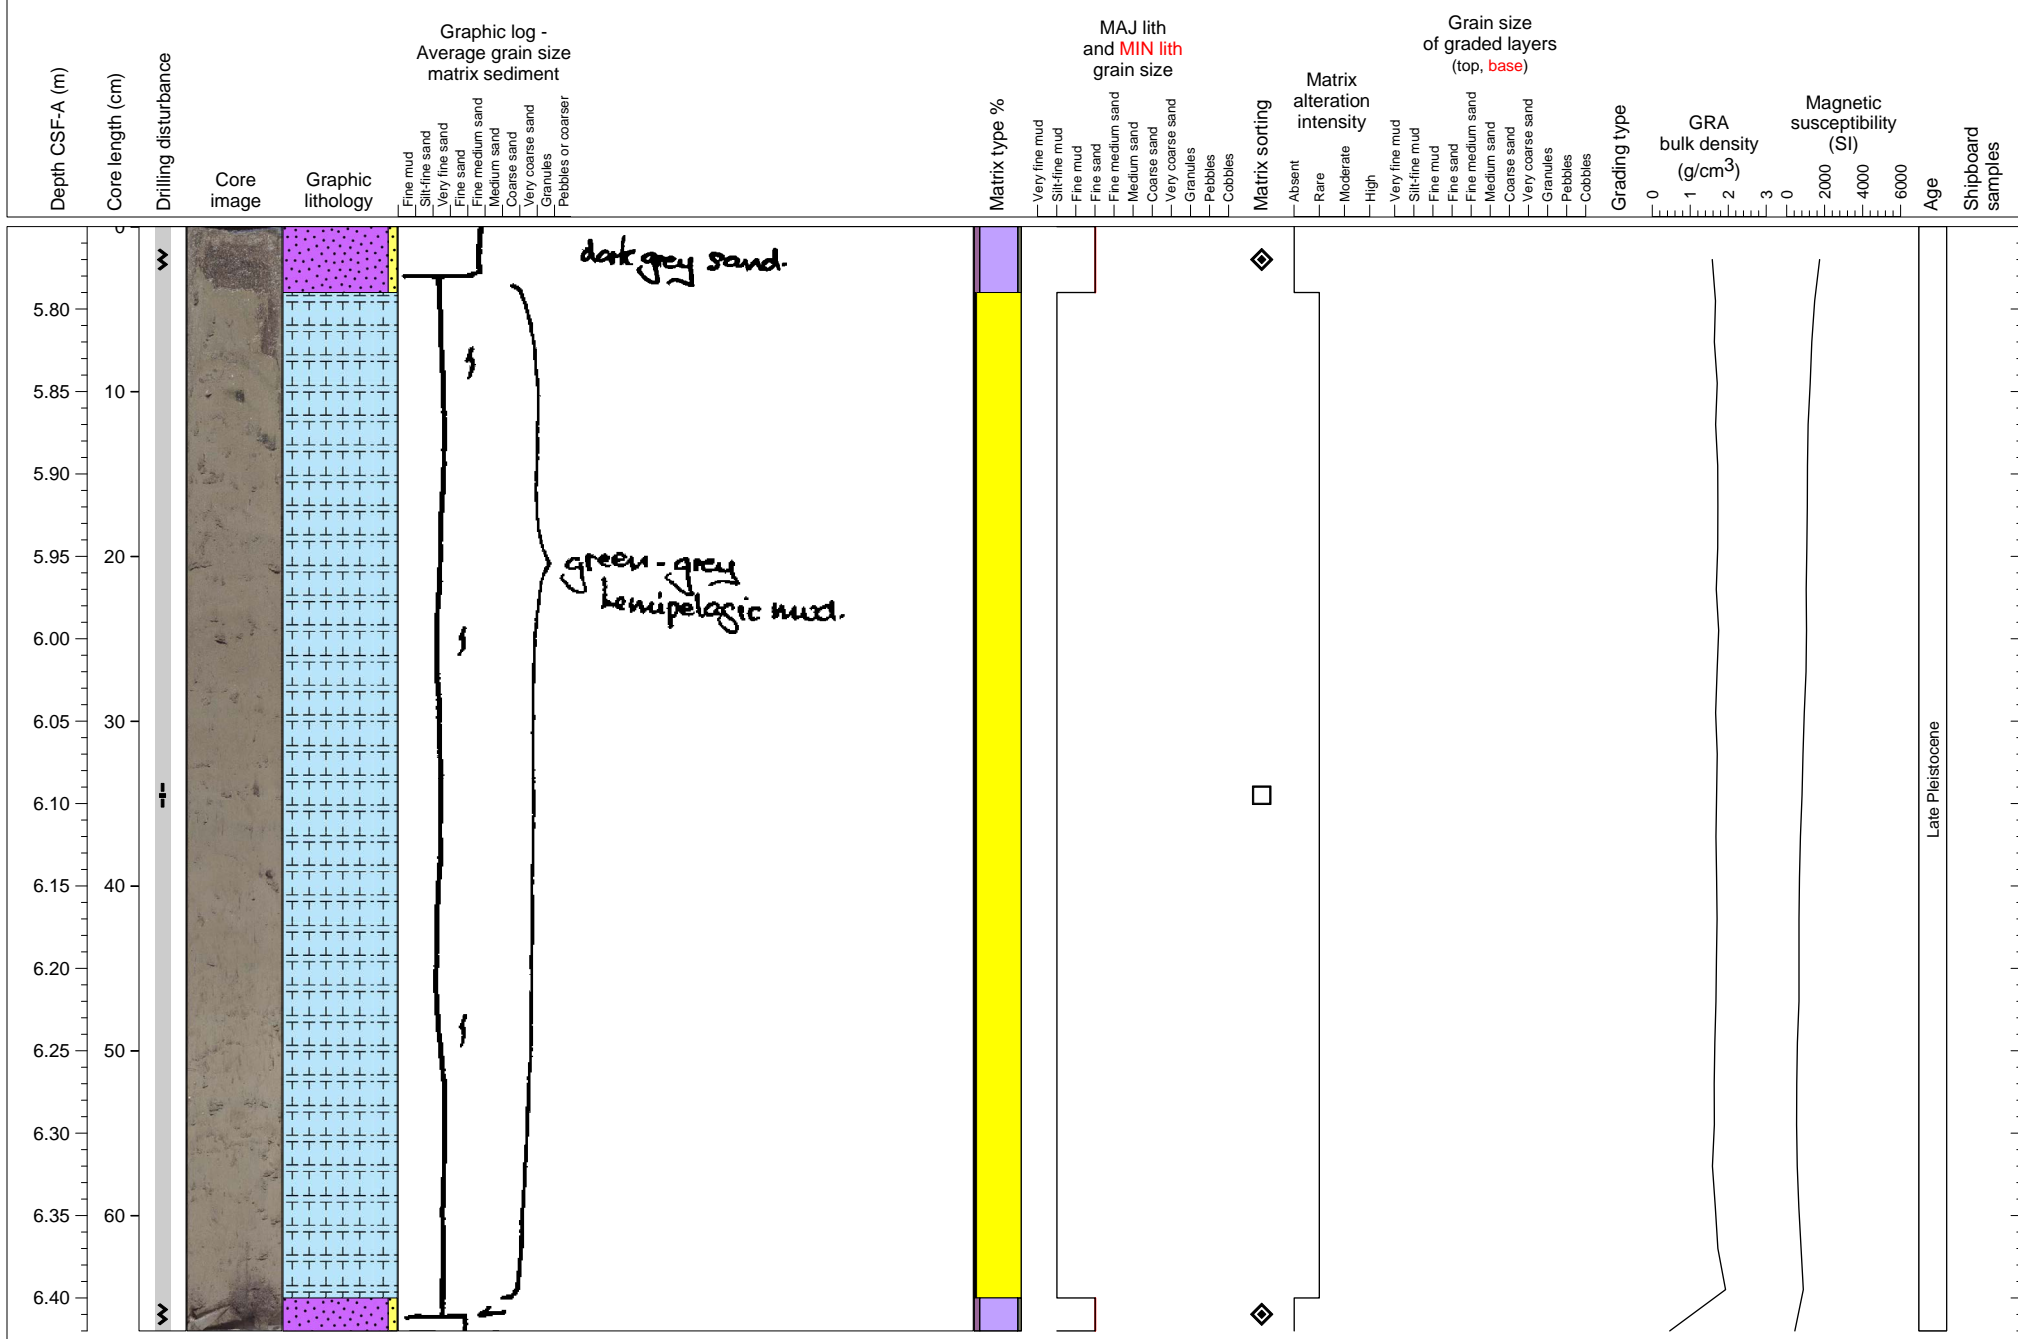 Depth CSF-A (m)
Core length (cm)
Drilling disturbance
Core
image
Graphic
lithology
Graphic log -
Average grain size
matrix sediment
Fine mud
Silt-fine sand
Very fine sand
Fine sand
Fine medium sand
Medium sand
Coarse sand
Very coarse sand
Granules
Pebbles or coarser
Matrix type %
MAJ lith
and MIN lith
grain size
Very fine mud
Silt-fine mud
Fine mud
Fine sand
Fine medium sand
Medium sand
Coarse sand
Very coarse sand
Granules
Pebbles
Cobbles
Matrix sorting
Matrix
alteration
intensity
Absent
Rare
Moderate
High
Grain size
of graded layers
(top, base)
Very fine mud
Silt-fine mud
Fine mud
Fine sand
Fine medium sand
Medium sand
Coarse sand
Very coarse sand
Granules
Pebbles
Cobbles
Grading type
GRA
bulk density
(g/cm3)
0 1 2 3
Magnetic
susceptibility
(SI)
0 2000 4000 6000
Age
Shipboard
samples
0
dark grey sand.
5.80
5.85
10
5.90
5.95
20
green-grey
hemipelagic mud.
6.00
6.05
30
6.10
Late Pleistocene
6.15
40
6.20
6.25
50
6.30
6.35
60
6.40